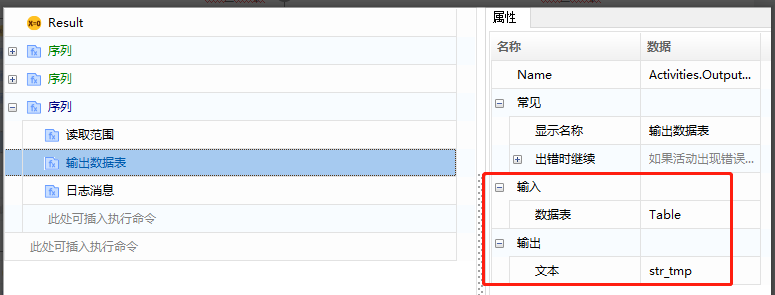 X=0 Result
序列
序列
序列
读取范围
输出数据表
日志消息
此处可插入执行命令
此处可插入执行命令
属性
名称 数据
Name Activities.Output...
常见
显示名称 输出数据表
出错时继续 如果活动出现错误...
输入
数据表 Table
输出
文本 str_tmp